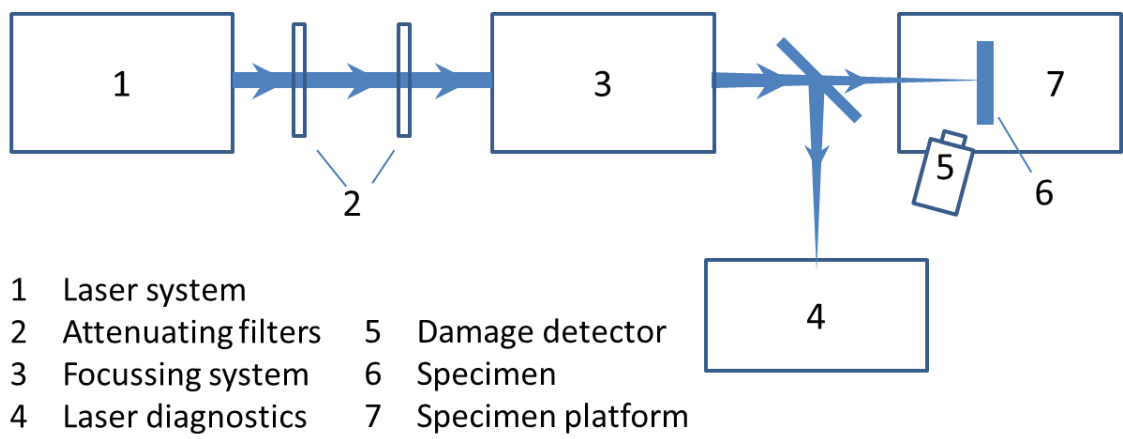 1
3
7
2
5
6
4
1 Laser system
2 Attenuating filters 5 Damage detector
3 Focussing system 6 Specimen
4 Laser diagnostics 7 Specimen platform